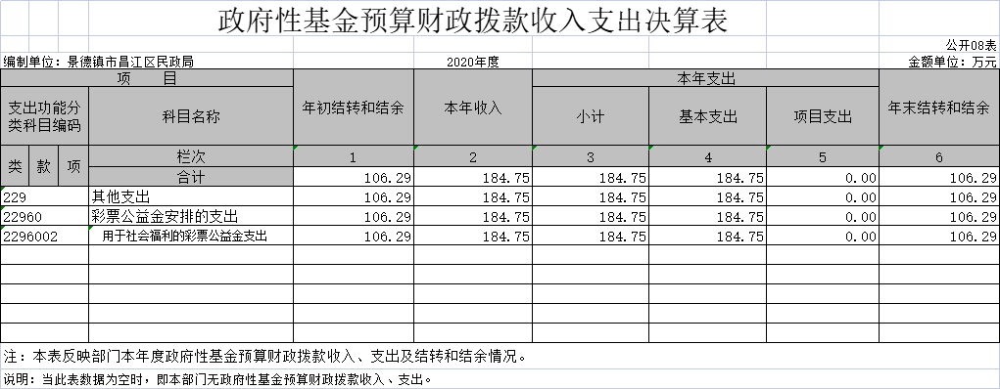 政府性基金预算财政拨款收入支出决算表
公开08表
编制单位：景德镇市昌江区民政局 2020年度 金额单位：万元
项 目 年初结转和结余 本年收入 本年支出 年末结转和结余
支出功能分类科目编码 科目名称 小计 基本支出 项目支出
类 款 项 栏次 1 2 3 4 5 6
合计 106.29 184.75 184.75 184.75 0.00 106.29
229 其他支出 106.29 184.75 184.75 184.75 0.00 106.29
22960 彩票公益金安排的支出 106.29 184.75 184.75 184.75 0.00 106.29
2296002 用于社会福利的彩票公益金支出 106.29 184.75 184.75 184.75 0.00 106.29
注：本表反映部门本年度政府性基金预算财政拨款收入、支出及结转和结余情况。
说明：当此表数据为空时，即本部门无政府性基金预算财政拨款收入、支出。